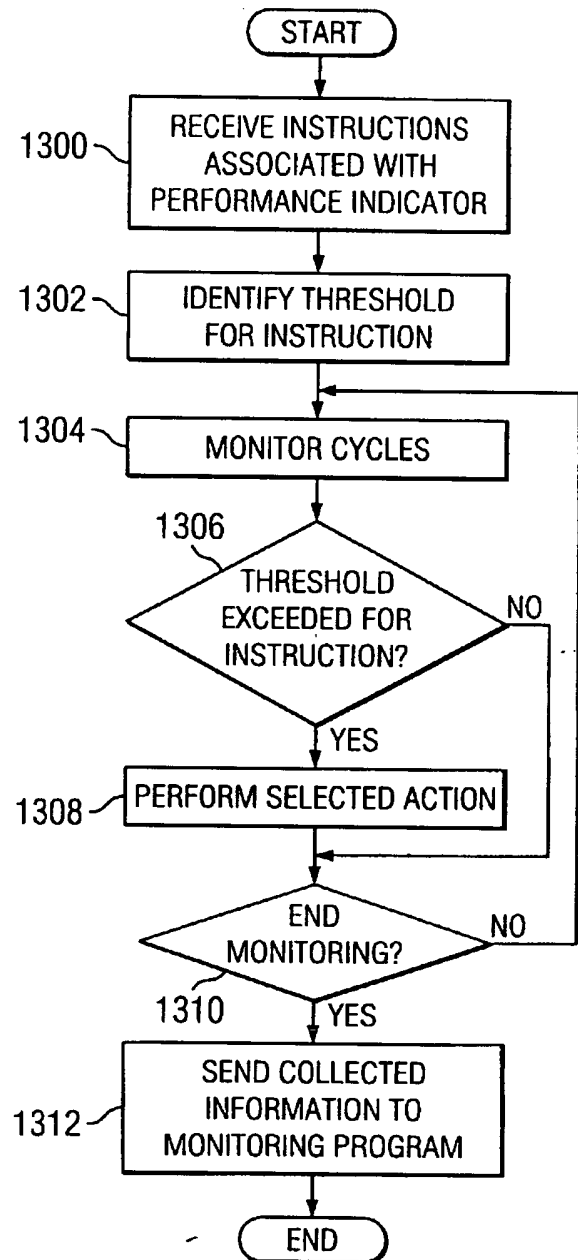 START
1300
RECEIVE INSTRUCTIONS
ASSOCIATED WITH
PERFORMANCE INDICATOR
1302
IDENTIFY THRESHOLD
FOR INSTRUCTION
1304
MONITOR CYCLES
1306
THRESHOLD
EXCEEDED FOR
INSTRUCTION?
NO
YES
1308
PERFORM SELECTED ACTION
END
MONITORING?
NO
1310
YES
1312
SEND COLLECTED
INFORMATION TO
MONITORING PROGRAM
END